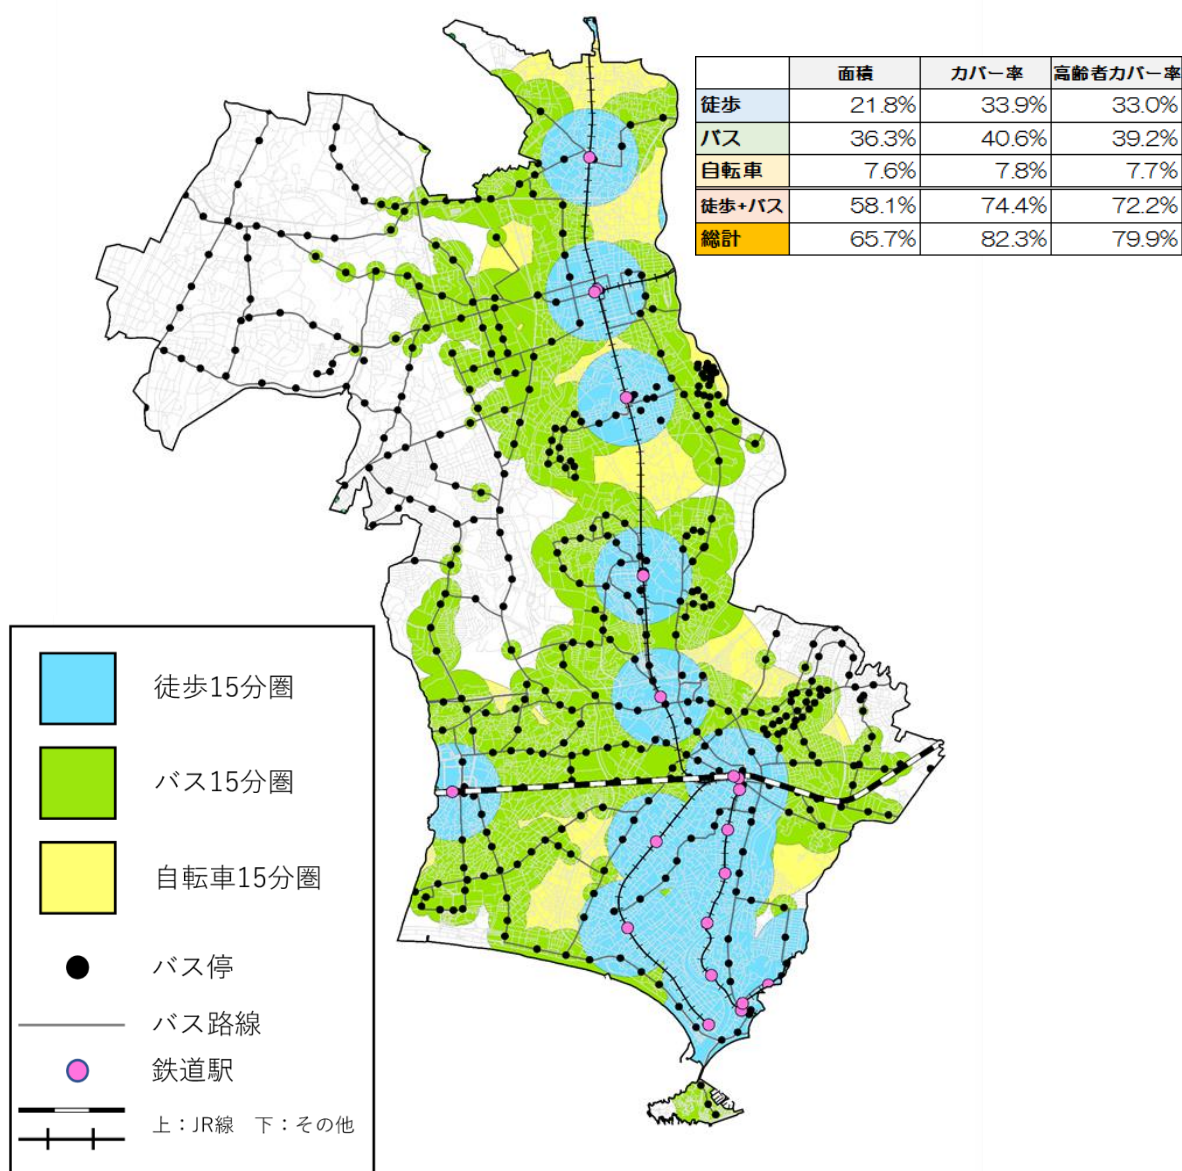 面積 カバー率 高齢者カバー率
徒歩 21.8% 33.9% 33.0%
バス 36.3% 40.6% 39.2%
自転車 7.6% 7.8% 7.7%
徒歩+バス 58.1% 74.4% 72.2%
総計 65.7% 82.3% 79.9%
徒歩15分圏
バス15分圏
自転車15分圏
バス停
バス路線
鉄道駅
上：JR線 下：その他